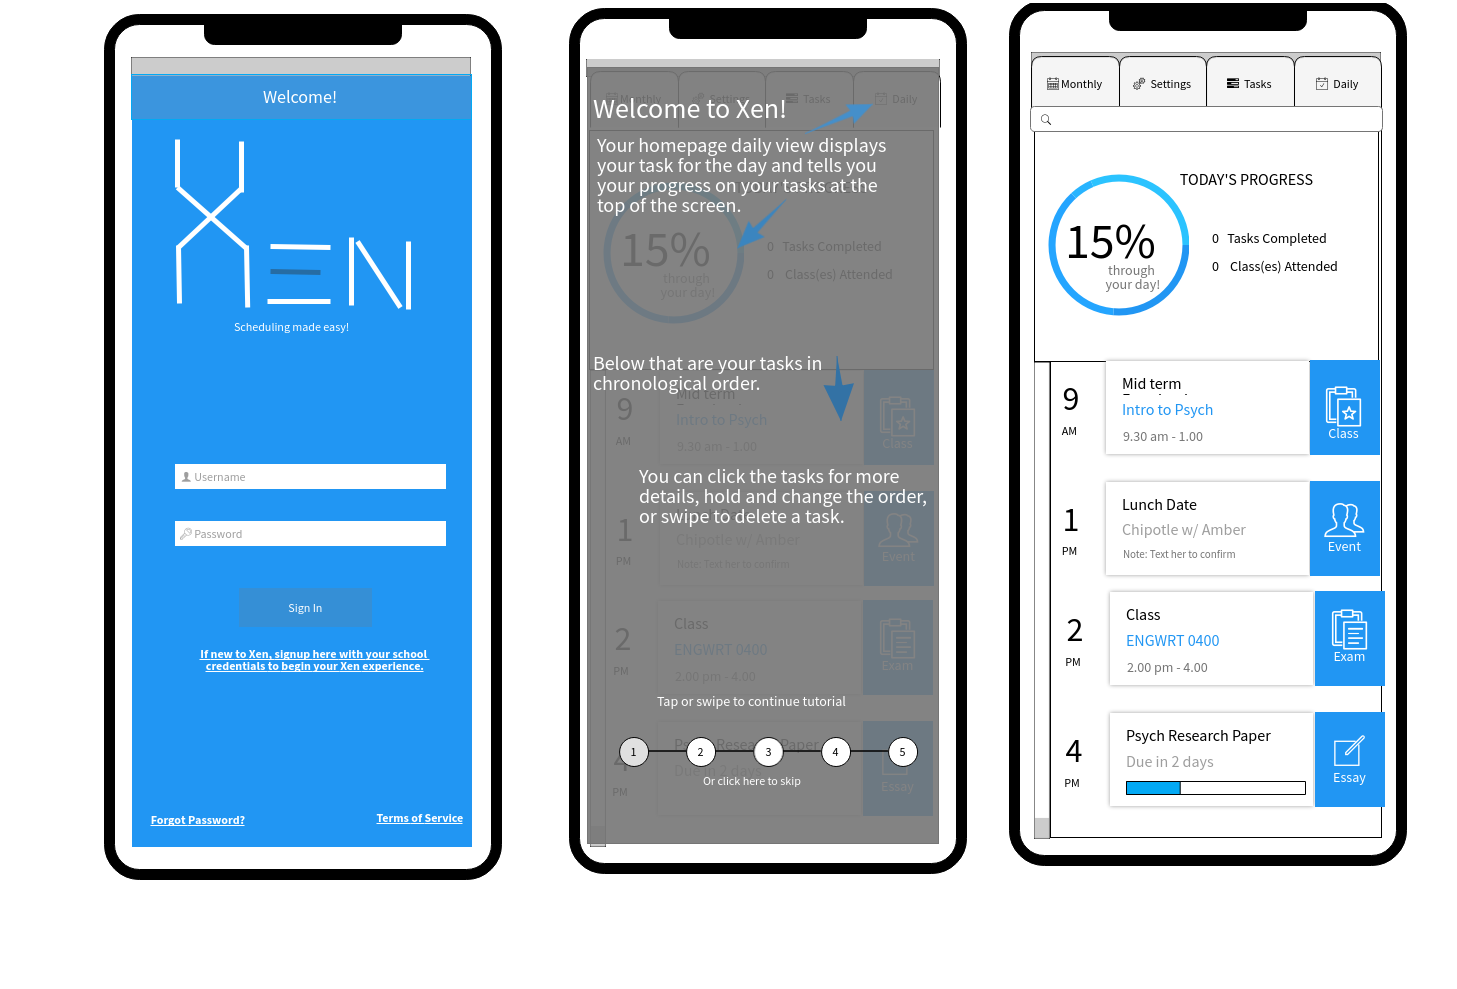 Welcome!
XEN
Scheduling made easy!
Username
Password
Sign In
If new to Xen, signup here with your school
credentials to begin your Xen experience.
Forgot Password?
Terms of Service
Monthly
Settings
Tasks
Daily
Welcome to Xen!
Your homepage daily view displays
your task for the day and tells you
your progress on your tasks at the
top of the screen.
15%
through
your day!
0 Tasks Completed
0 Class(es) Attended
Below that are your tasks in
chronological order.
9
AM
Mid term
Intro to Psych
9.30 am - 1.00
Class
You can click the tasks for more
details, hold and change the order,
or swipe to delete a task.
1
PM
Chipotle w/ Amber
Note: Text her to confirm
Event
2
PM
Class
ENGWRT 0400
2.00 pm - 4.00
Exam
Tap or swipe to continue tutorial
4
PM
Psych Research Paper
Due in 2 days
Essay
1
2
3
4
5
Or click here to skip
Monthly
Settings
Tasks
Daily
TODAY'S PROGRESS
15%
through
your day!
0 Tasks Completed
0 Class(es) Attended
9
AM
Mid term
Intro to Psych
9.30 am - 1.00
Class
1
PM
Lunch Date
Chipotle w/ Amber
Note: Text her to confirm
Event
2
PM
Class
ENGWRT 0400
2.00 pm - 4.00
Exam
4
PM
Psych Research Paper
Due in 2 days
Essay